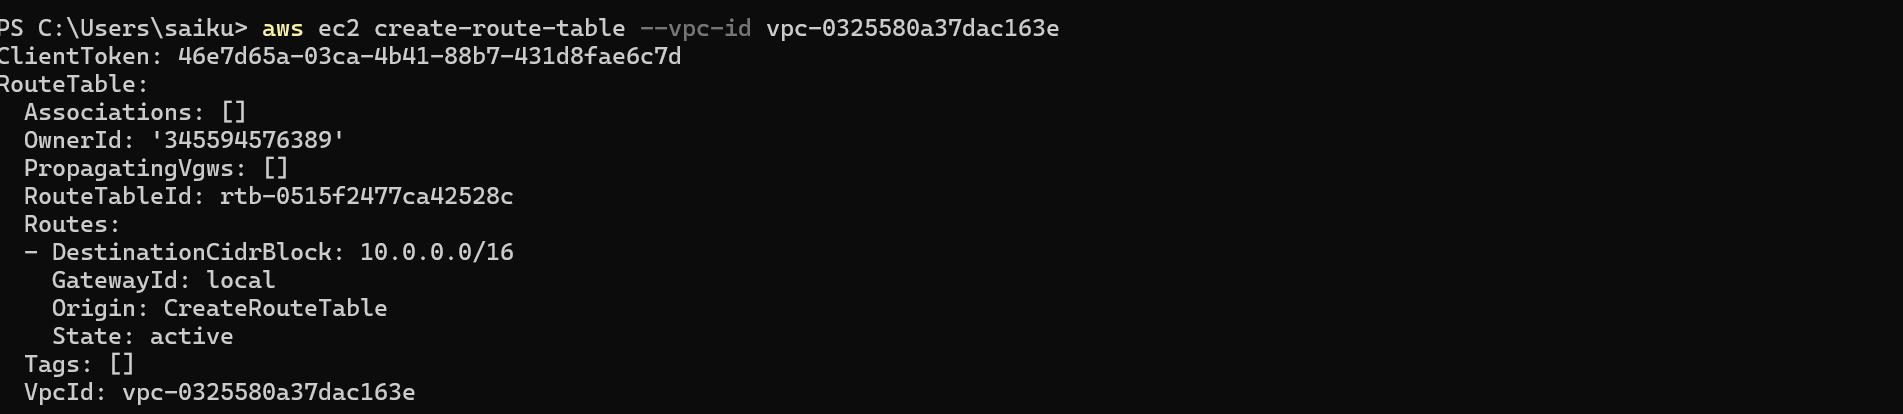 PS C:\Users\saiku> aws ec2 create-route-table --vpc-id vpc-0325580a37dac163e
ClientToken: 46e7d65a-03ca-4b41-88b7-431d8fae6c7d
RouteTable:
  Associations: []
  OwnerId: '345594576389'
  PropagatingVgws: []
  RouteTableId: rtb-0515f2477ca42528c
  Routes:
  - DestinationCidrBlock: 10.0.0.0/16
    GatewayId: local
    Origin: CreateRouteTable
    State: active
  Tags: []
  VpcId: vpc-0325580a37dac163e